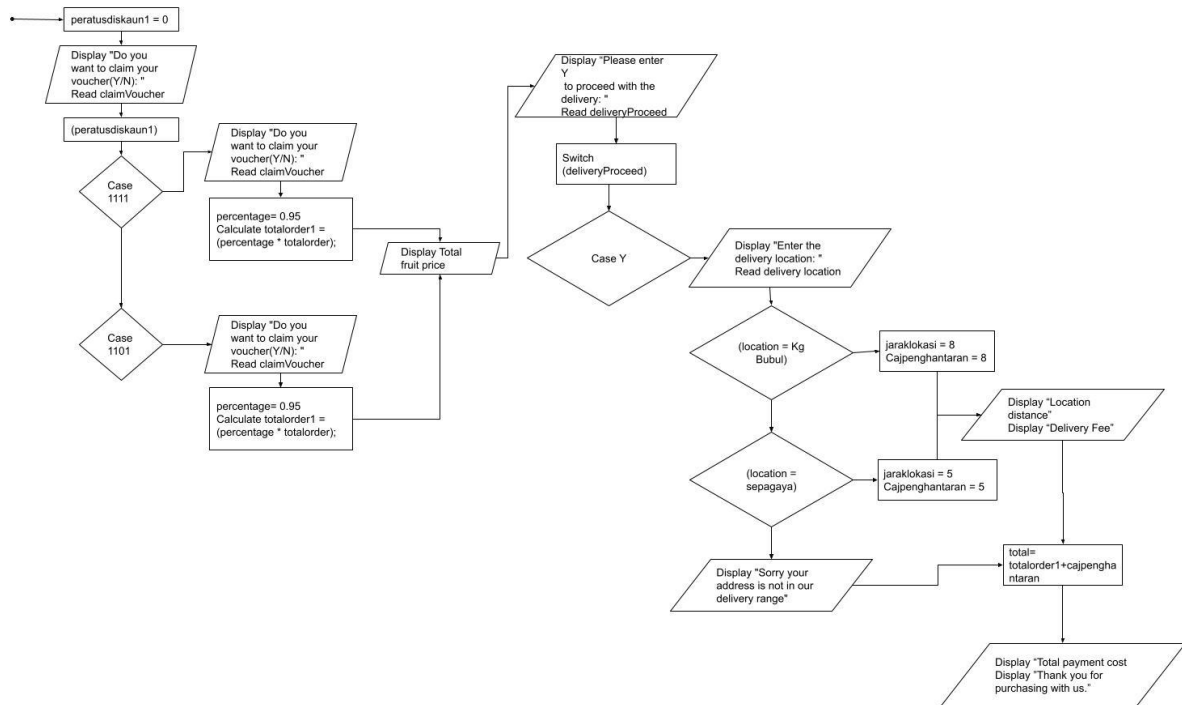 peratusdiskaun1 = 0
Display "Do you
want to claim your
voucher(Y/N): "
Read claimVoucher
(peratusdiskaun1)
Case
1111
Display "Do you
want to claim your
voucher(Y/N): "
Read claimVoucher
percentage= 0.95
Calculate totalorder1 =
(percentage * totalorder);
Case
1101
Display "Do you
want to claim your
voucher(Y/N): "
Read claimVoucher
percentage= 0.95
Calculate totalorder1 =
(percentage * totalorder);
Display Total
fruit price
Display “Please enter
Y
to proceed with the
delivery: "
Read deliveryProceed
Switch
(deliveryProceed)
Case Y
Display "Enter the
delivery location: "
Read delivery location
(location = Kg
Bubul)
jaraklokasi = 8
Cajpenghantaran = 8
(location =
sepagaya)
jaraklokasi = 5
Cajpenghantaran = 5
Display “Location
distance”
Display “Delivery Fee”
Display "Sorry your
address is not in our
delivery range"
total=
totalorder1+cajpengha
ntaran
Display “Total payment cost
Display "Thank you for
purchasing with us.”